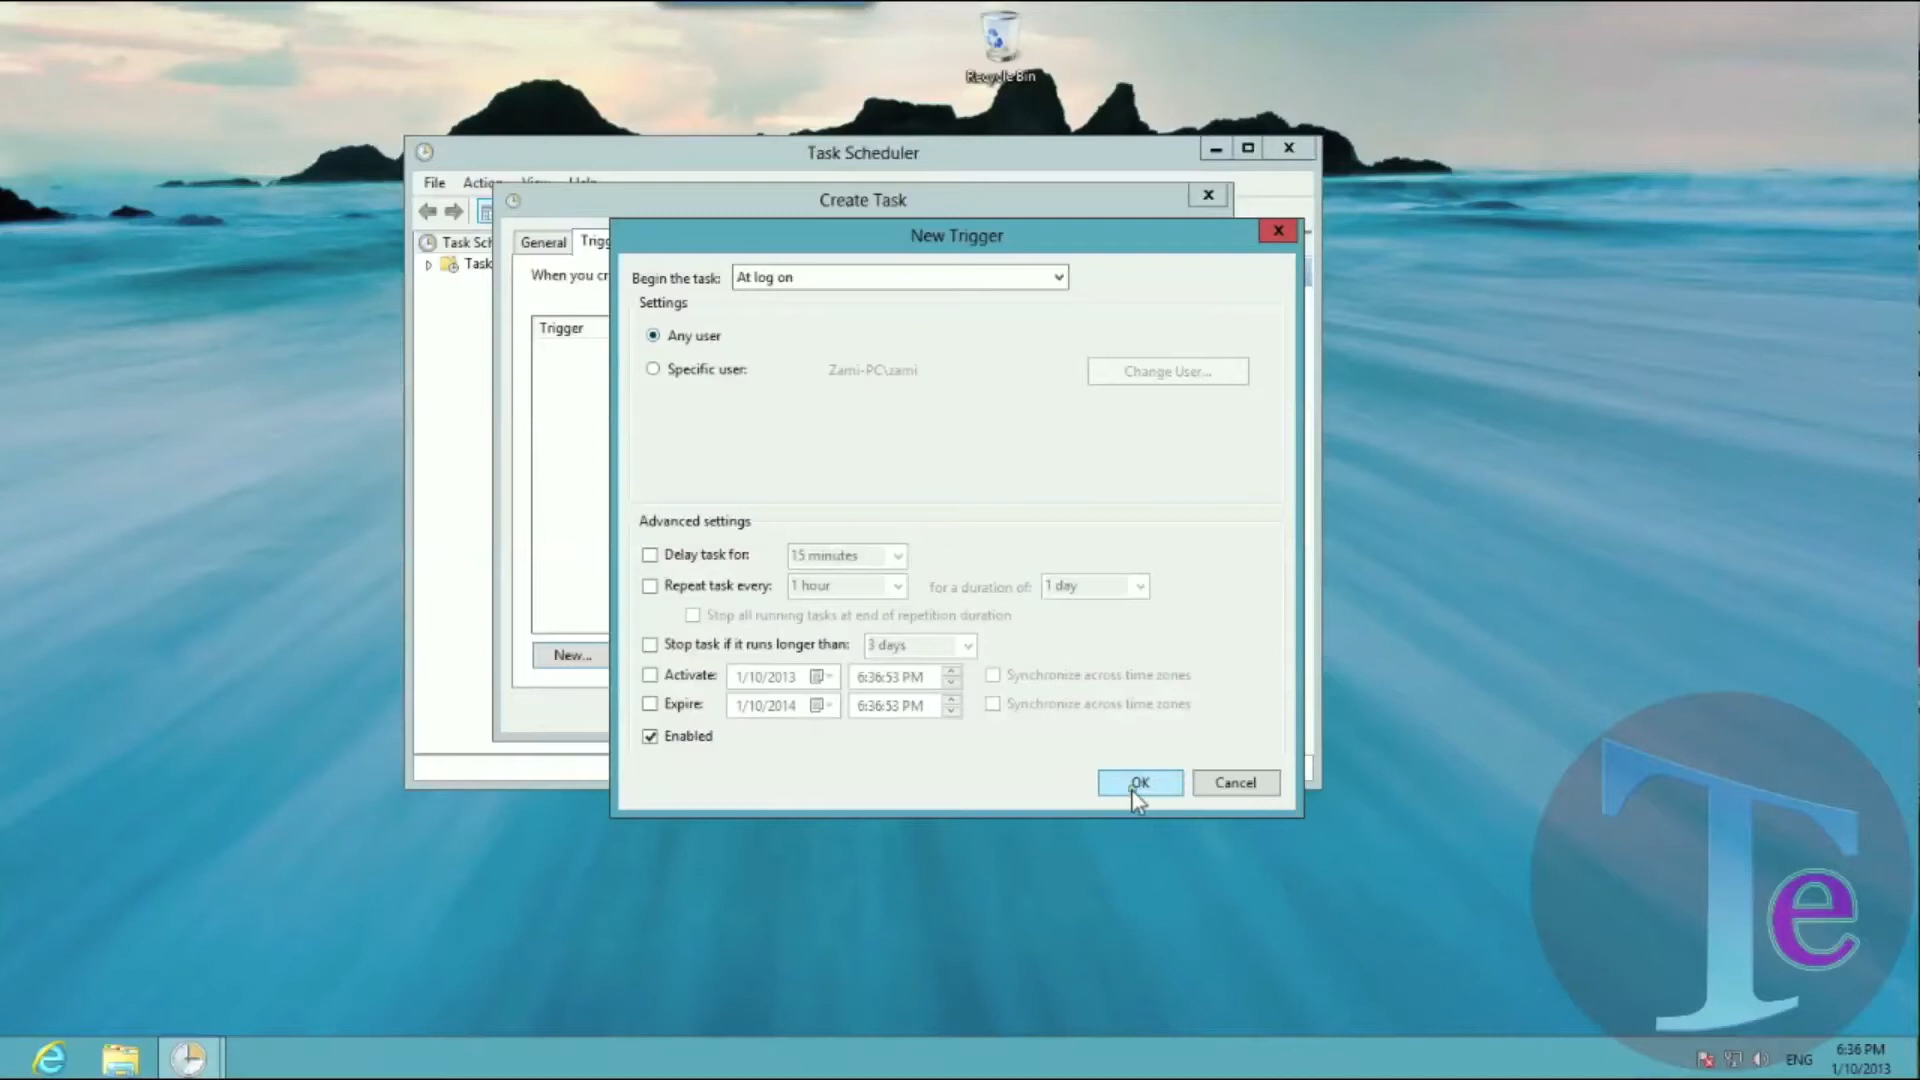 Recycle Bin
Task Scheduler
File Action View Help
Create Task
Task Sch
Task
General Trigg
New Trigger
When you cr
Begin the task: At log on
Settings
Trigger
Any user
Specific user: Zami-PC\zami Change User...
Advanced settings
Delay task for: 15 minutes
Repeat task every: 1 hour for a duration of: 1 day
Stop all running tasks at end of repetition duration
Stop task if it runs longer than: 3 days
New...
Activate: 1/10/2013 6:36:53 PM Synchronize across time zones
Expire: 1/10/2014 6:36:53 PM Synchronize across time zones
Enabled
OK Cancel
Te
ENG 6:36 PM
1/10/2013